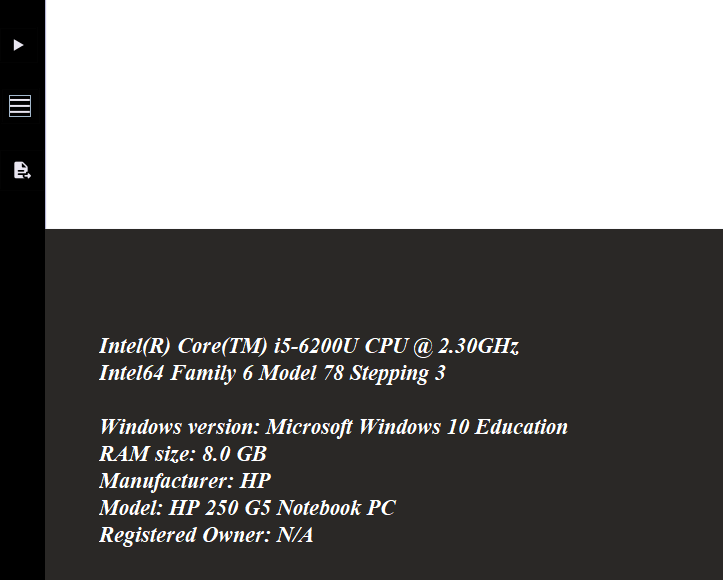 Intel(R) Core(TM) i5-6200U CPU @ 2.30GHz
Intel64 Family 6 Model 78 Stepping 3
Windows version: Microsoft Windows 10 Education
RAM size: 8.0 GB
Manufacturer: HP
Model: HP 250 G5 Notebook PC
Registered Owner: N/A